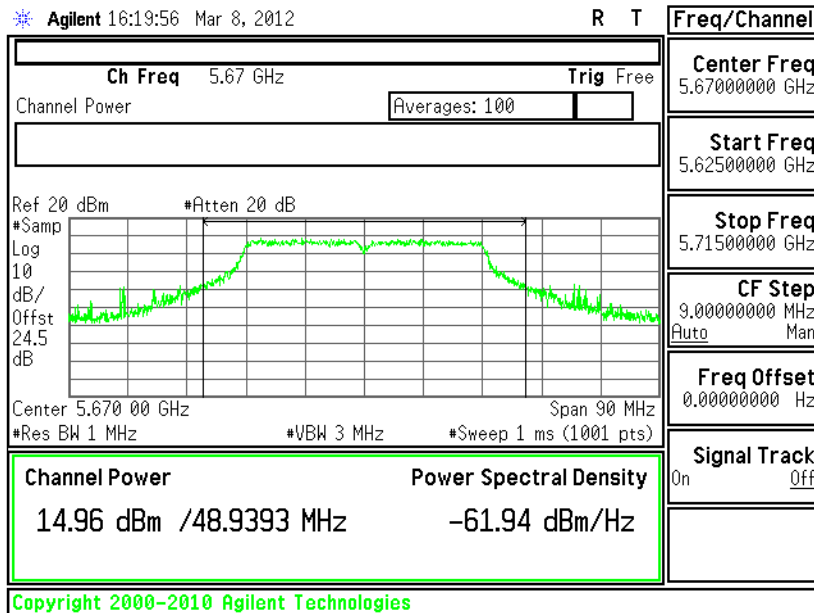 Agilent 16:19:56 Mar 8, 2012 R T
Freq/Channel
Ch Freq 5.67 GHz Trig Free
Channel Power Averages: 100
Center Freq
5.67000000 GHz
Start Freq
5.62500000 GHz
Stop Freq
5.71500000 GHz
CF Step
9.00000000 MHz
Auto Man
Freq Offset
0.00000000 Hz
Signal Track
On Off
Ref 20 dBm #Atten 20 dB
#Samp
Log
10
dB/
Offst
24.5
dB
Center 5.670 00 GHz Span 90 MHz
#Res BW 1 MHz #VBW 3 MHz #Sweep 1 ms (1001 pts)
Channel Power Power Spectral Density
14.96 dBm /48.9393 MHz -61.94 dBm/Hz
Copyright 2000-2010 Agilent Technologies